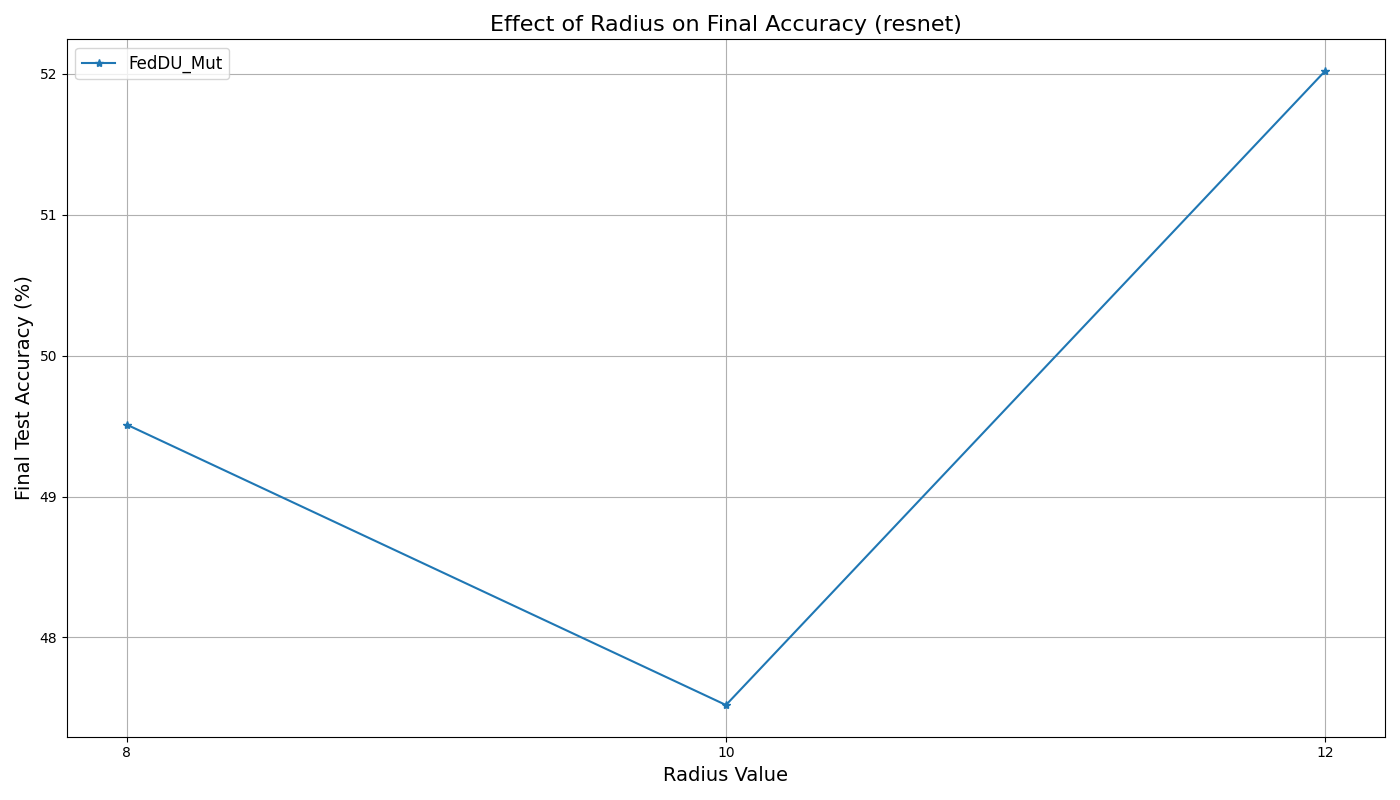 Effect of Radius on Final Accuracy (resnet)
FedDU_Mut
Final Test Accuracy (%)
52
51
50
49
48
8
10
12
Radius Value